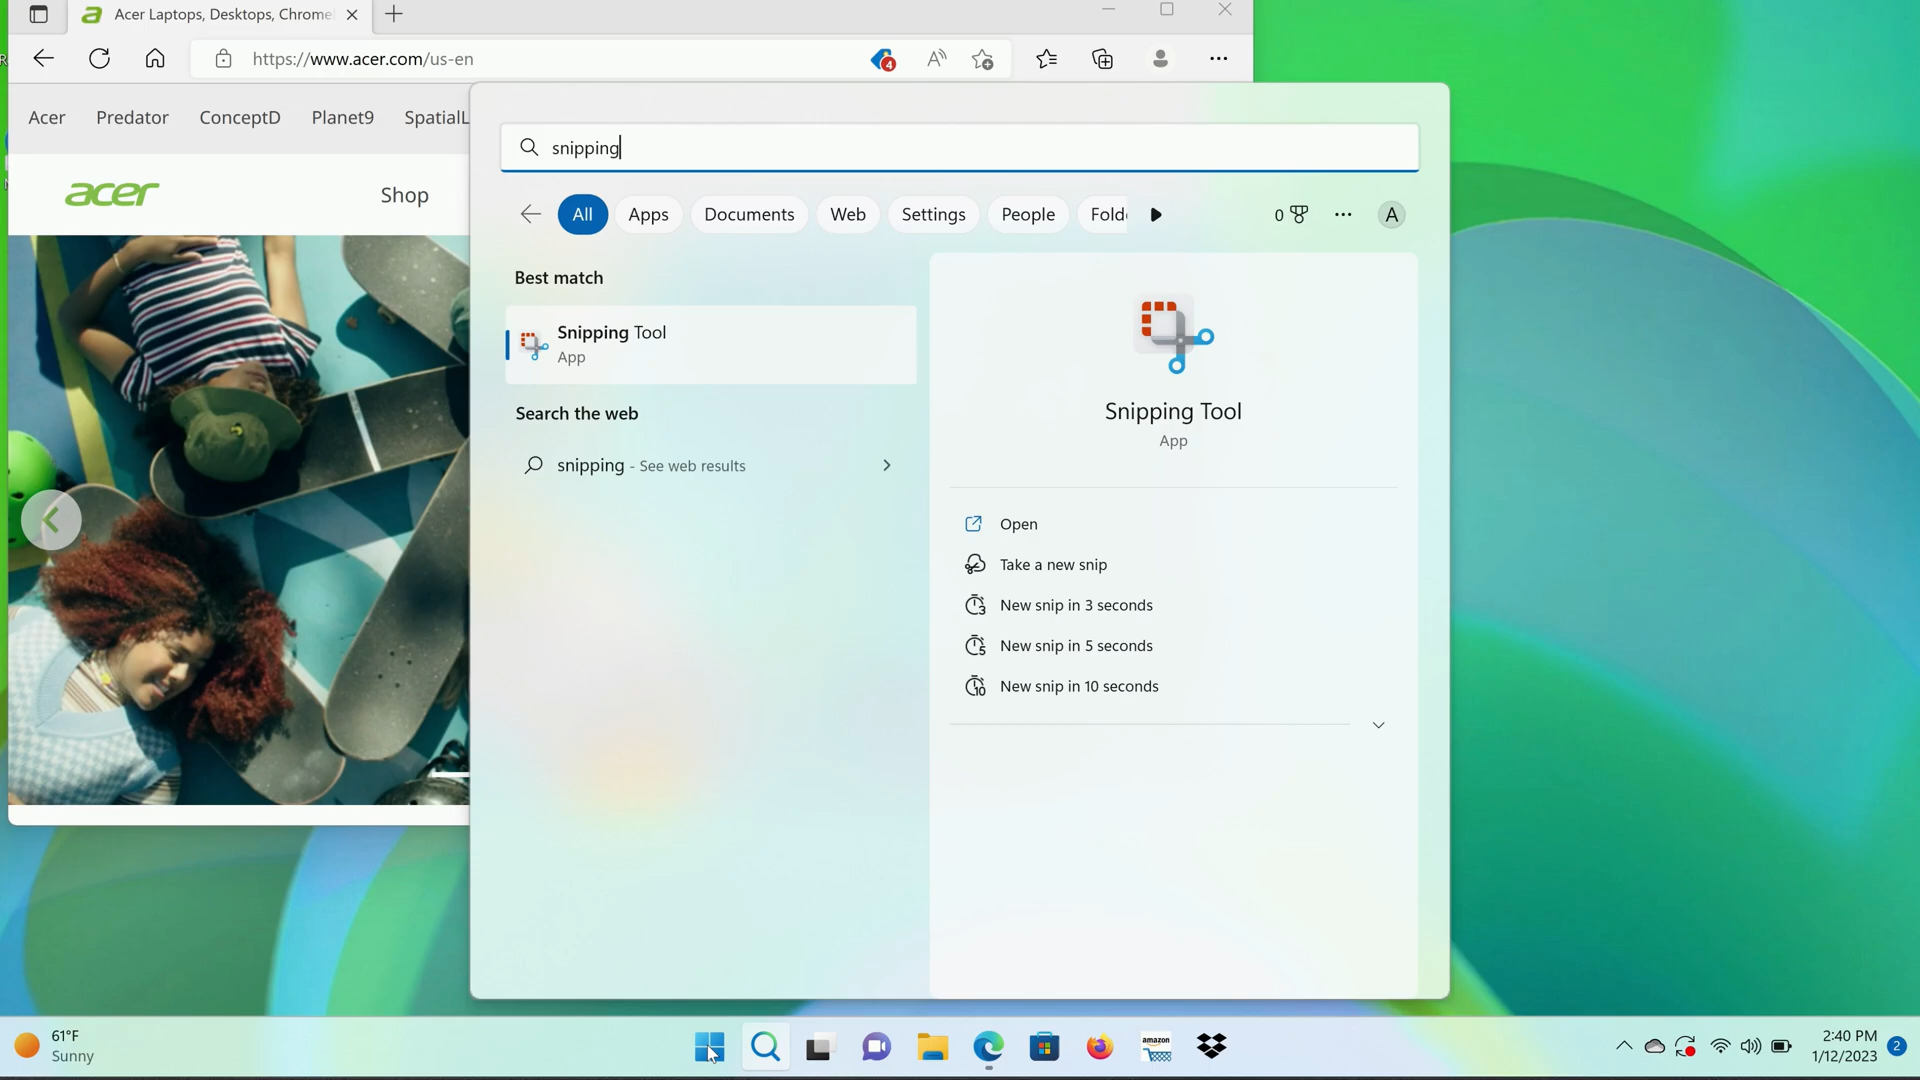 Acer Laptops, Desktops, Chrome
https://www.acer.com/us-en
4
Acer Predator ConceptD Planet9 SpatialL
acer Shop
snipping
All Apps Documents Web Settings People Fold 0 A
Best match
Snipping Tool
App
Search the web
snipping - See web results
Snipping Tool
App
Open
Take a new snip
New snip in 3 seconds
New snip in 5 seconds
New snip in 10 seconds
61°F
Sunny
amazon
2:40 PM
1/12/2023
2